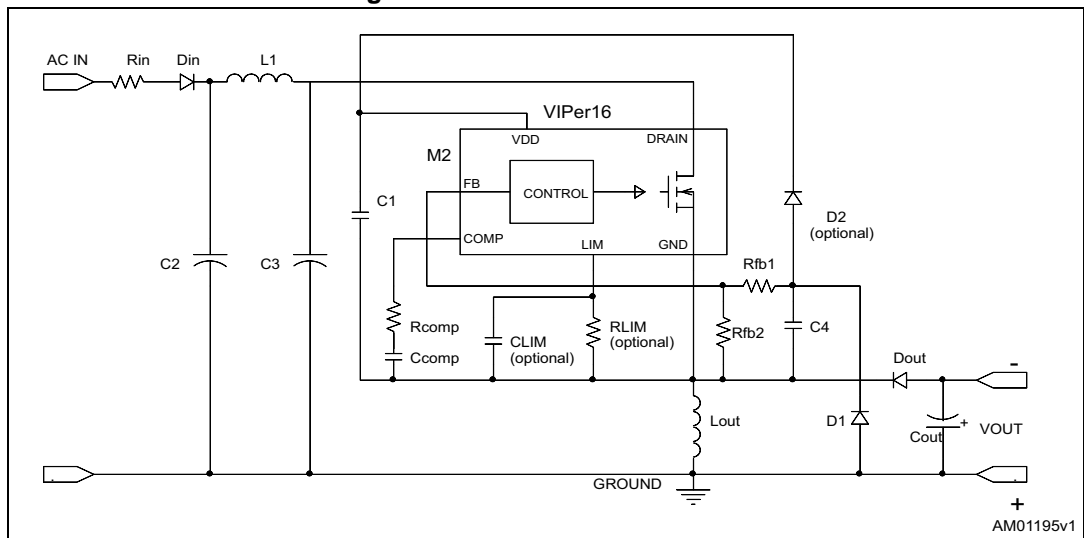 AC IN
Rin
Din
L1
VIPer16
VDD
DRAIN
M2
FB
CONTROL
C1
D2
(optional)
COMP
LIM
GND
C2
C3
Rfb1
Rcomp
Ccomp
CLIM
(optional)
RLIM
(optional)
Rfb2
C4
Dout
-
Lout
D1
Cout
+
VOUT
GROUND
+
AM01195v1